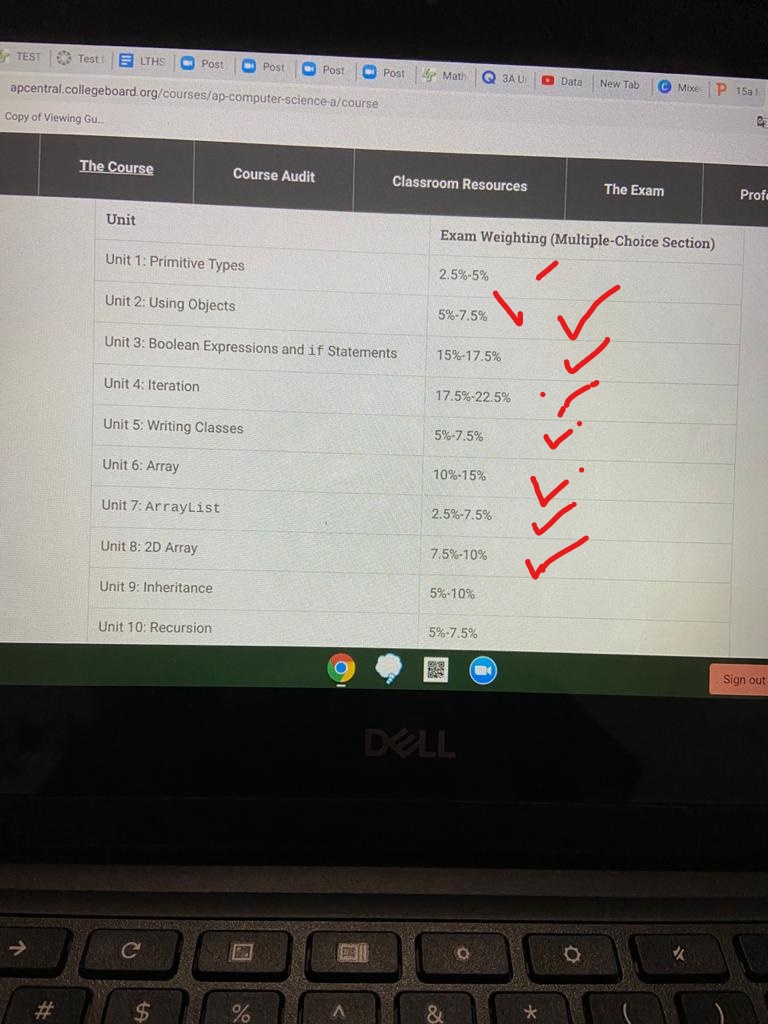 TEST Test LTHS Post Post Post Post Math 3A U Data New Tab Mixe 15a
apcentral.collegeboard.org/courses/ap-computer-science-a/course
Copy of Viewing Gu...
The Course Course Audit Classroom Resources The Exam Profe
Unit Exam Weighting (Multiple-Choice Section)
Unit 1: Primitive Types 2.5%-5%
Unit 2: Using Objects 5%-7.5%
Unit 3: Boolean Expressions and if Statements 15%-17.5%
Unit 4: Iteration 17.5%-22.5%
Unit 5: Writing Classes 5%-7.5%
Unit 6: Array 10%-15%
Unit 7: ArrayList 2.5%-7.5%
Unit 8: 2D Array 7.5%-10%
Unit 9: Inheritance 5%-10%
Unit 10: Recursion 5%-7.5%
Sign out
DELL
# $ % ^ & * ( )